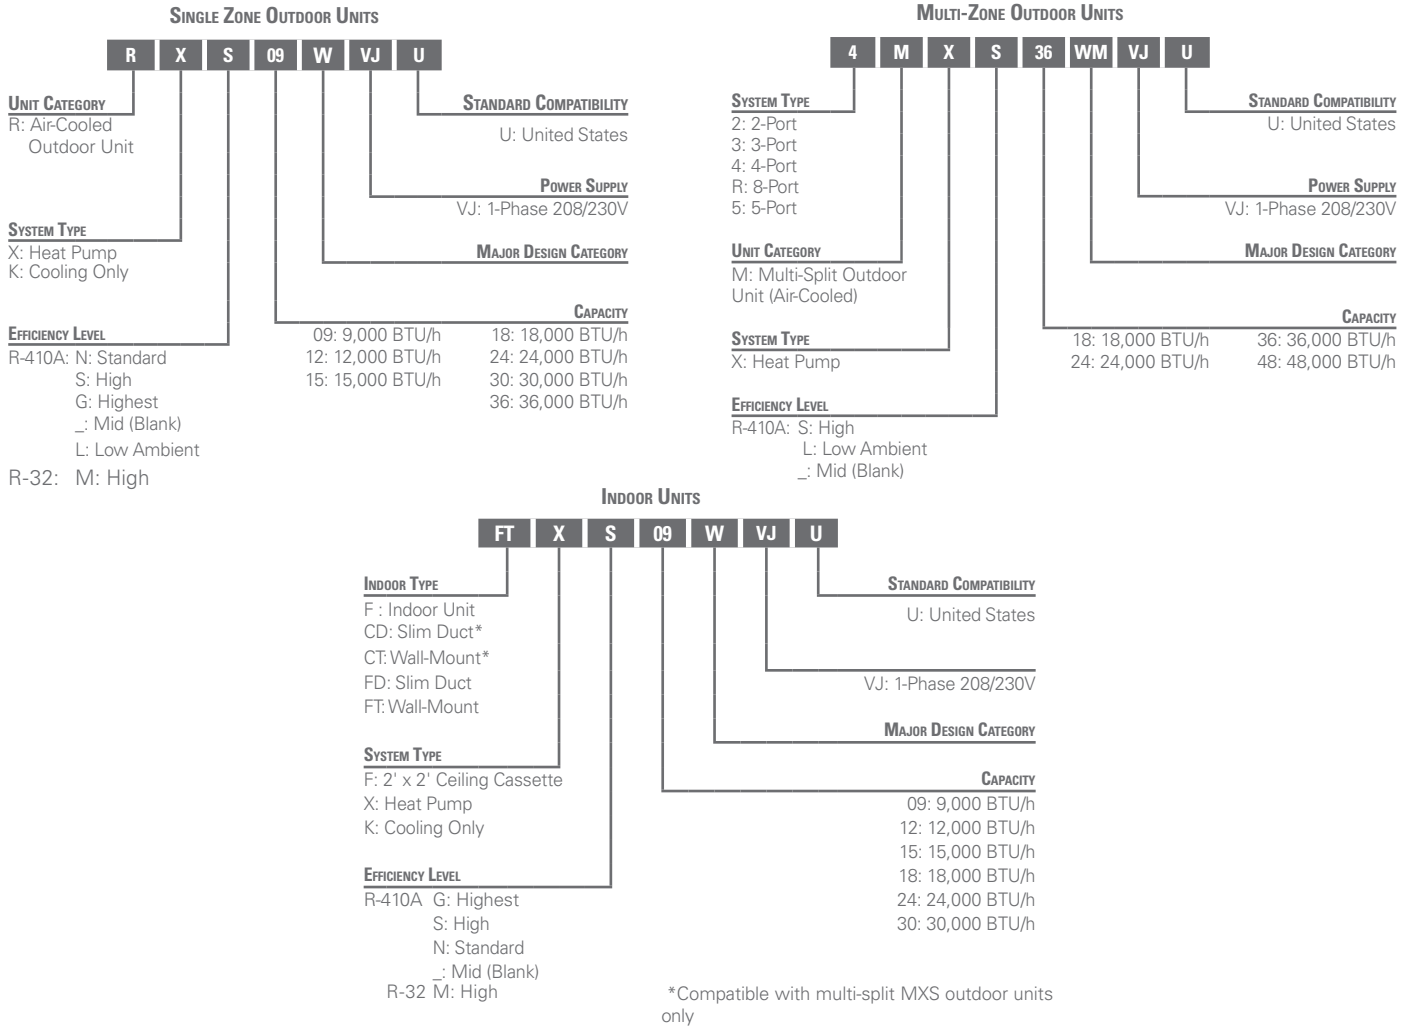 SINGLE ZONE OUTDOOR UNITS
R X S 09 W VJ U
UNIT CATEGORY
R: Air-Cooled
Outdoor Unit
SYSTEM TYPE
X: Heat Pump
K: Cooling Only
EFFICIENCY LEVEL
R-410A: N: Standard
S: High
G: Highest
_: Mid (Blank)
L: Low Ambient
R-32: M: High
STANDARD COMPATIBILITY
U: United States
POWER SUPPLY
VJ: 1-Phase 208/230V
MAJOR DESIGN CATEGORY
CAPACITY
09: 9,000 BTU/h 18: 18,000 BTU/h
12: 12,000 BTU/h 24: 24,000 BTU/h
15: 15,000 BTU/h 30: 30,000 BTU/h
36: 36,000 BTU/h
MULTI-ZONE OUTDOOR UNITS
4 M X S 36 WM VJ U
SYSTEM TYPE
2: 2-Port
3: 3-Port
4: 4-Port
R: 8-Port
5: 5-Port
UNIT CATEGORY
M: Multi-Split Outdoor
Unit (Air-Cooled)
SYSTEM TYPE
X: Heat Pump
EFFICIENCY LEVEL
R-410A: S: High
L: Low Ambient
_: Mid (Blank)
STANDARD COMPATIBILITY
U: United States
POWER SUPPLY
VJ: 1-Phase 208/230V
MAJOR DESIGN CATEGORY
CAPACITY
18: 18,000 BTU/h 36: 36,000 BTU/h
24: 24,000 BTU/h 48: 48,000 BTU/h
INDOOR UNITS
FT X S 09 W VJ U
INDOOR TYPE
F : Indoor Unit
CD: Slim Duct*
CT: Wall-Mount*
FD: Slim Duct
FT: Wall-Mount
SYSTEM TYPE
F: 2' x 2' Ceiling Cassette
X: Heat Pump
K: Cooling Only
EFFICIENCY LEVEL
R-410A G: Highest
S: High
N: Standard
_: Mid (Blank)
R-32 M: High
STANDARD COMPATIBILITY
U: United States
VJ: 1-Phase 208/230V
MAJOR DESIGN CATEGORY
CAPACITY
09: 9,000 BTU/h
12: 12,000 BTU/h
15: 15,000 BTU/h
18: 18,000 BTU/h
24: 24,000 BTU/h
30: 30,000 BTU/h
*Compatible with multi-split MXS outdoor units
only